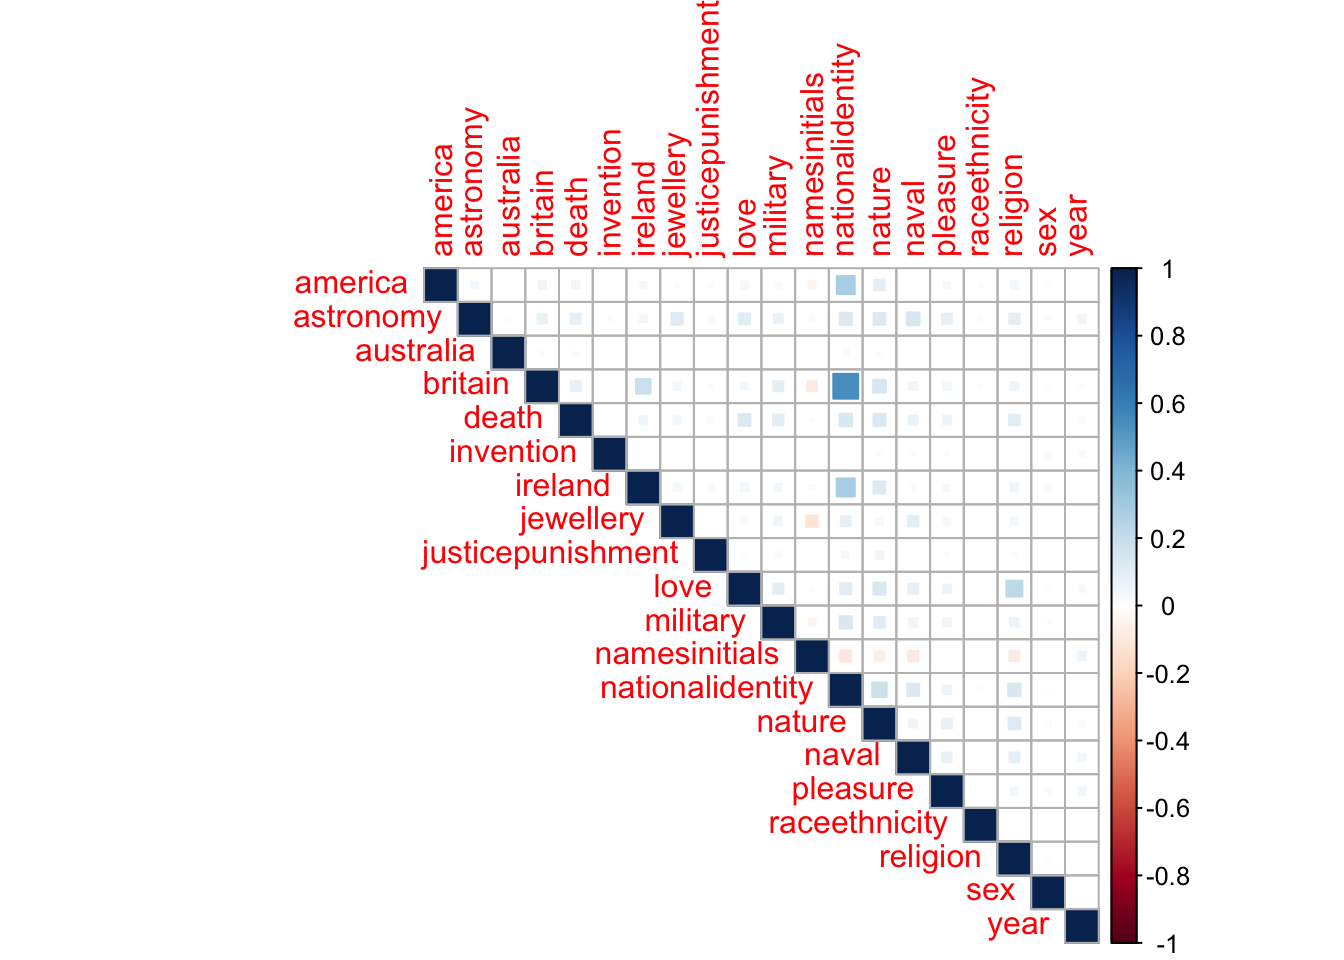 america
astronomy
australia
britain
death
invention
ireland
jewellery
justicepunishment
love
military
namesinitials
nationalidentity
nature
naval
pleasure
raceethnicity
religion
sex
year
america
astronomy
australia
britain
death
invention
ireland
jewellery
justicepunishment
love
military
namesinitials
nationalidentity
nature
naval
pleasure
raceethnicity
religion
sex
year
1
0.8
0.6
0.4
0.2
0
-0.2
-0.4
-0.6
-0.8
-1